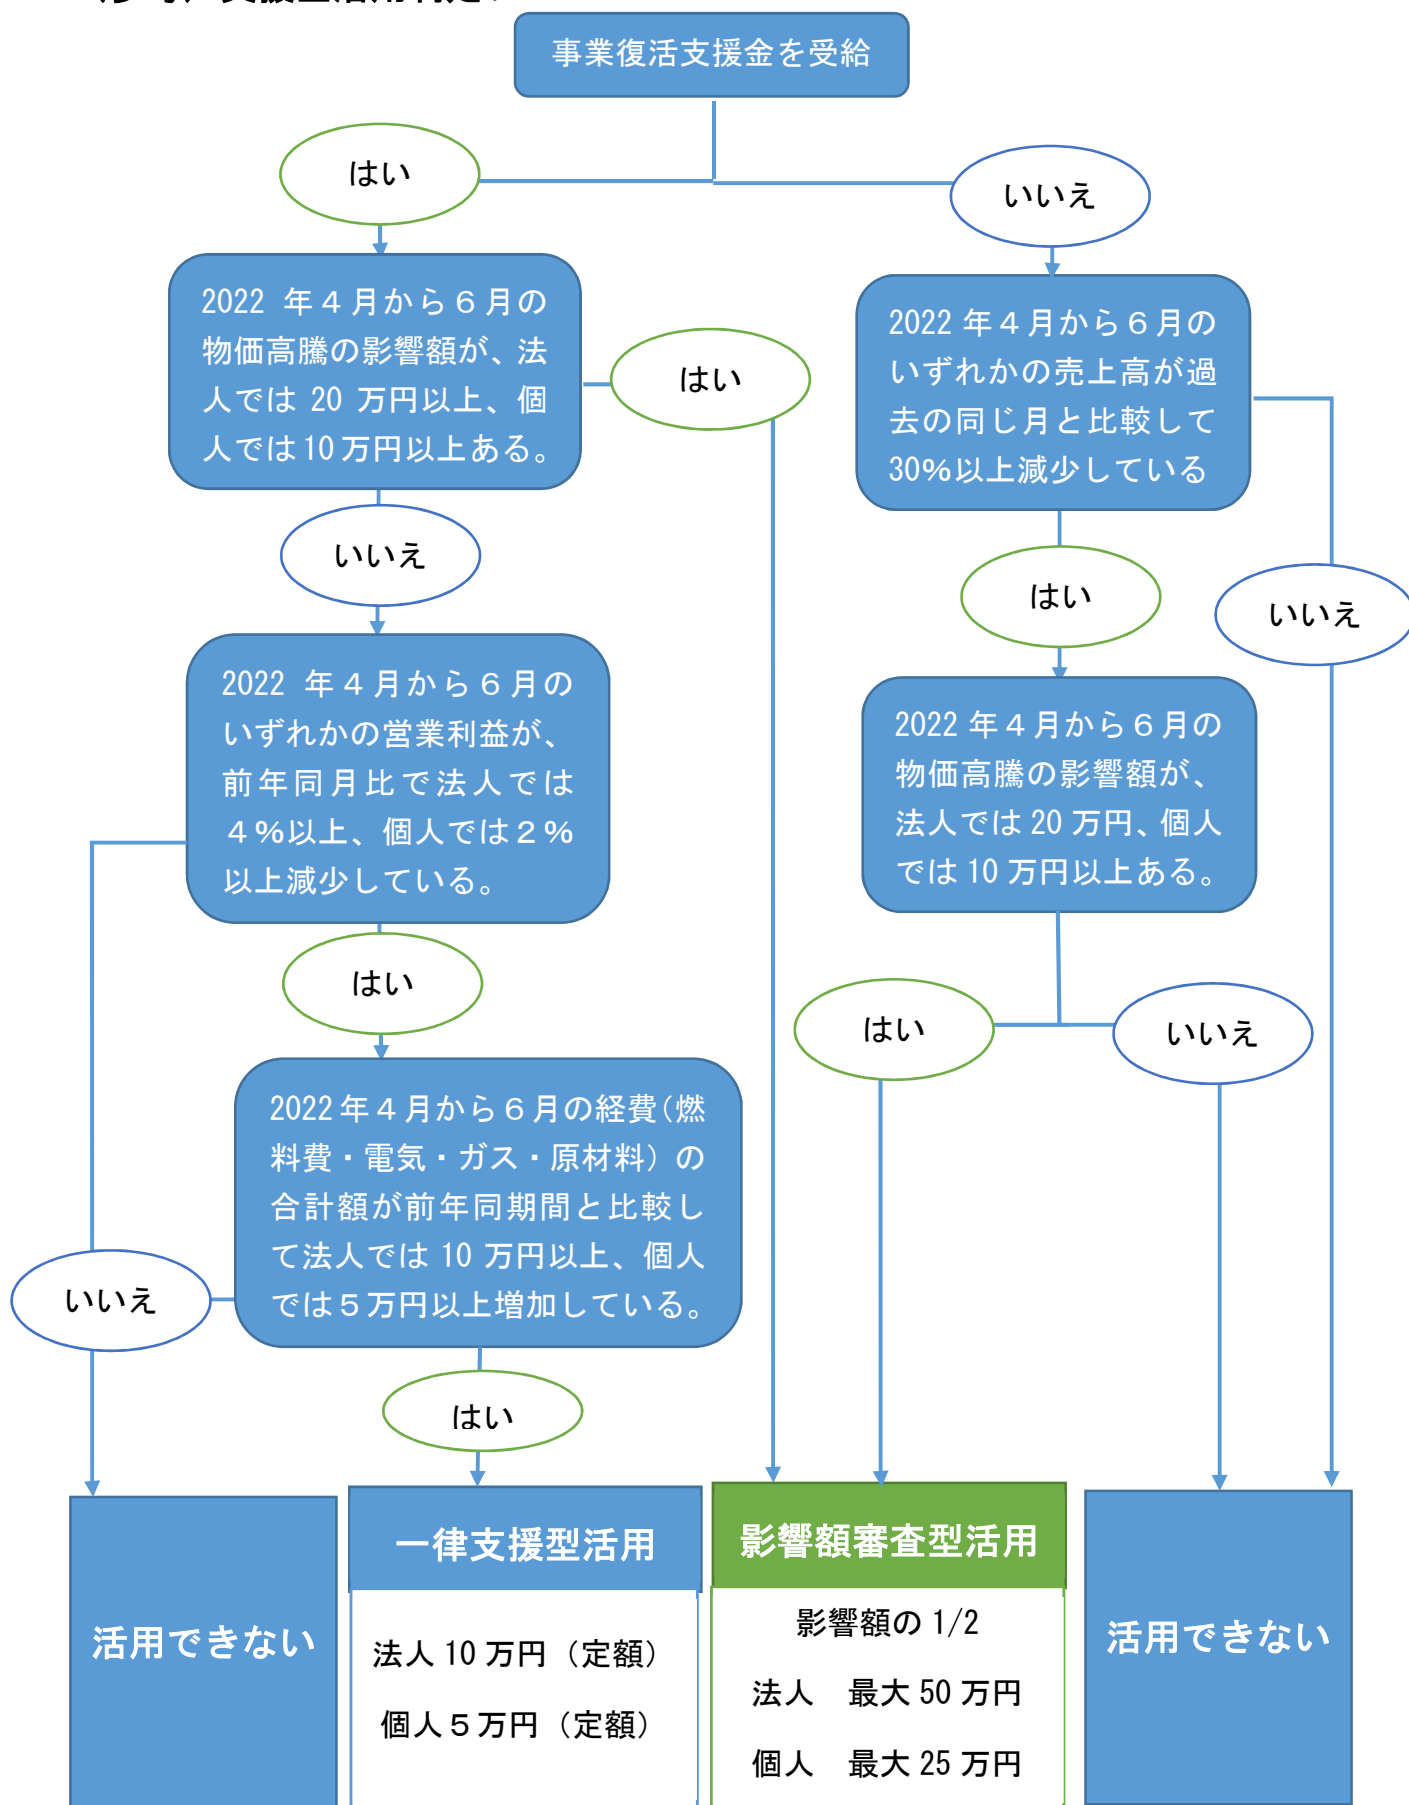 事業復活支援金を受給
はい
いいえ
2022 年４月から６月の
物価高騰の影響額が、法
人では 20 万円以上、個
人では10万円以上ある。
はい
2022 年４月から６月の
いずれかの売上高が過
去の同じ月と比較して
30%以上減少している
いいえ
はい
いいえ
2022 年４月から６月の
いずれかの営業利益が、
前年同月比で法人では
４%以上、個人では２%
以上減少している。
2022 年４月から６月の
物価高騰の影響額が、
法人では 20 万円、個人
では 10 万円以上ある。
はい
はい
いいえ
2022年４月から６月の経費（燃
料費・電気・ガス・原材料）の
合計額が前年同期間と比較し
て法人では 10 万円以上、個人
では５万円以上増加している。
いいえ
はい
活用できない
一律支援型活用
法人 10 万円（定額）
個人５万円（定額）
影響額審査型活用
影響額の 1/2
法人　最大 50 万円
個人　最大 25 万円
活用できない